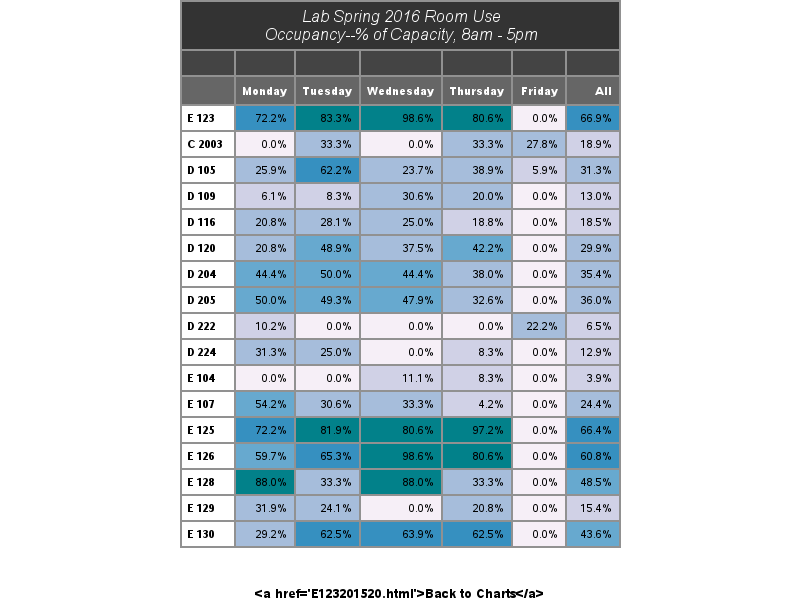 Lab Spring 2016 Room Use
Occupancy--% of Capacity, 8am - 5pm
Monday Tuesday Wednesday Thursday Friday All
E 123 72.2% 83.3% 98.6% 80.6% 0.0% 66.9%
C 2003 0.0% 33.3% 0.0% 33.3% 27.8% 18.9%
D 105 25.9% 62.2% 23.7% 38.9% 5.9% 31.3%
D 109 6.1% 8.3% 30.6% 20.0% 0.0% 13.0%
D 116 20.8% 28.1% 25.0% 18.8% 0.0% 18.5%
D 120 20.8% 48.9% 37.5% 42.2% 0.0% 29.9%
D 204 44.4% 50.0% 44.4% 38.0% 0.0% 35.4%
D 205 50.0% 49.3% 47.9% 32.6% 0.0% 36.0%
D 222 10.2% 0.0% 0.0% 0.0% 22.2% 6.5%
D 224 31.3% 25.0% 0.0% 8.3% 0.0% 12.9%
E 104 0.0% 0.0% 11.1% 8.3% 0.0% 3.9%
E 107 54.2% 30.6% 33.3% 4.2% 0.0% 24.4%
E 125 72.2% 81.9% 80.6% 97.2% 0.0% 66.4%
E 126 59.7% 65.3% 98.6% 80.6% 0.0% 60.8%
E 128 88.0% 33.3% 88.0% 33.3% 0.0% 48.5%
E 129 31.9% 24.1% 0.0% 20.8% 0.0% 15.4%
E 130 29.2% 62.5% 63.9% 62.5% 0.0% 43.6%
<a href='E123201520.html'>Back to Charts</a>